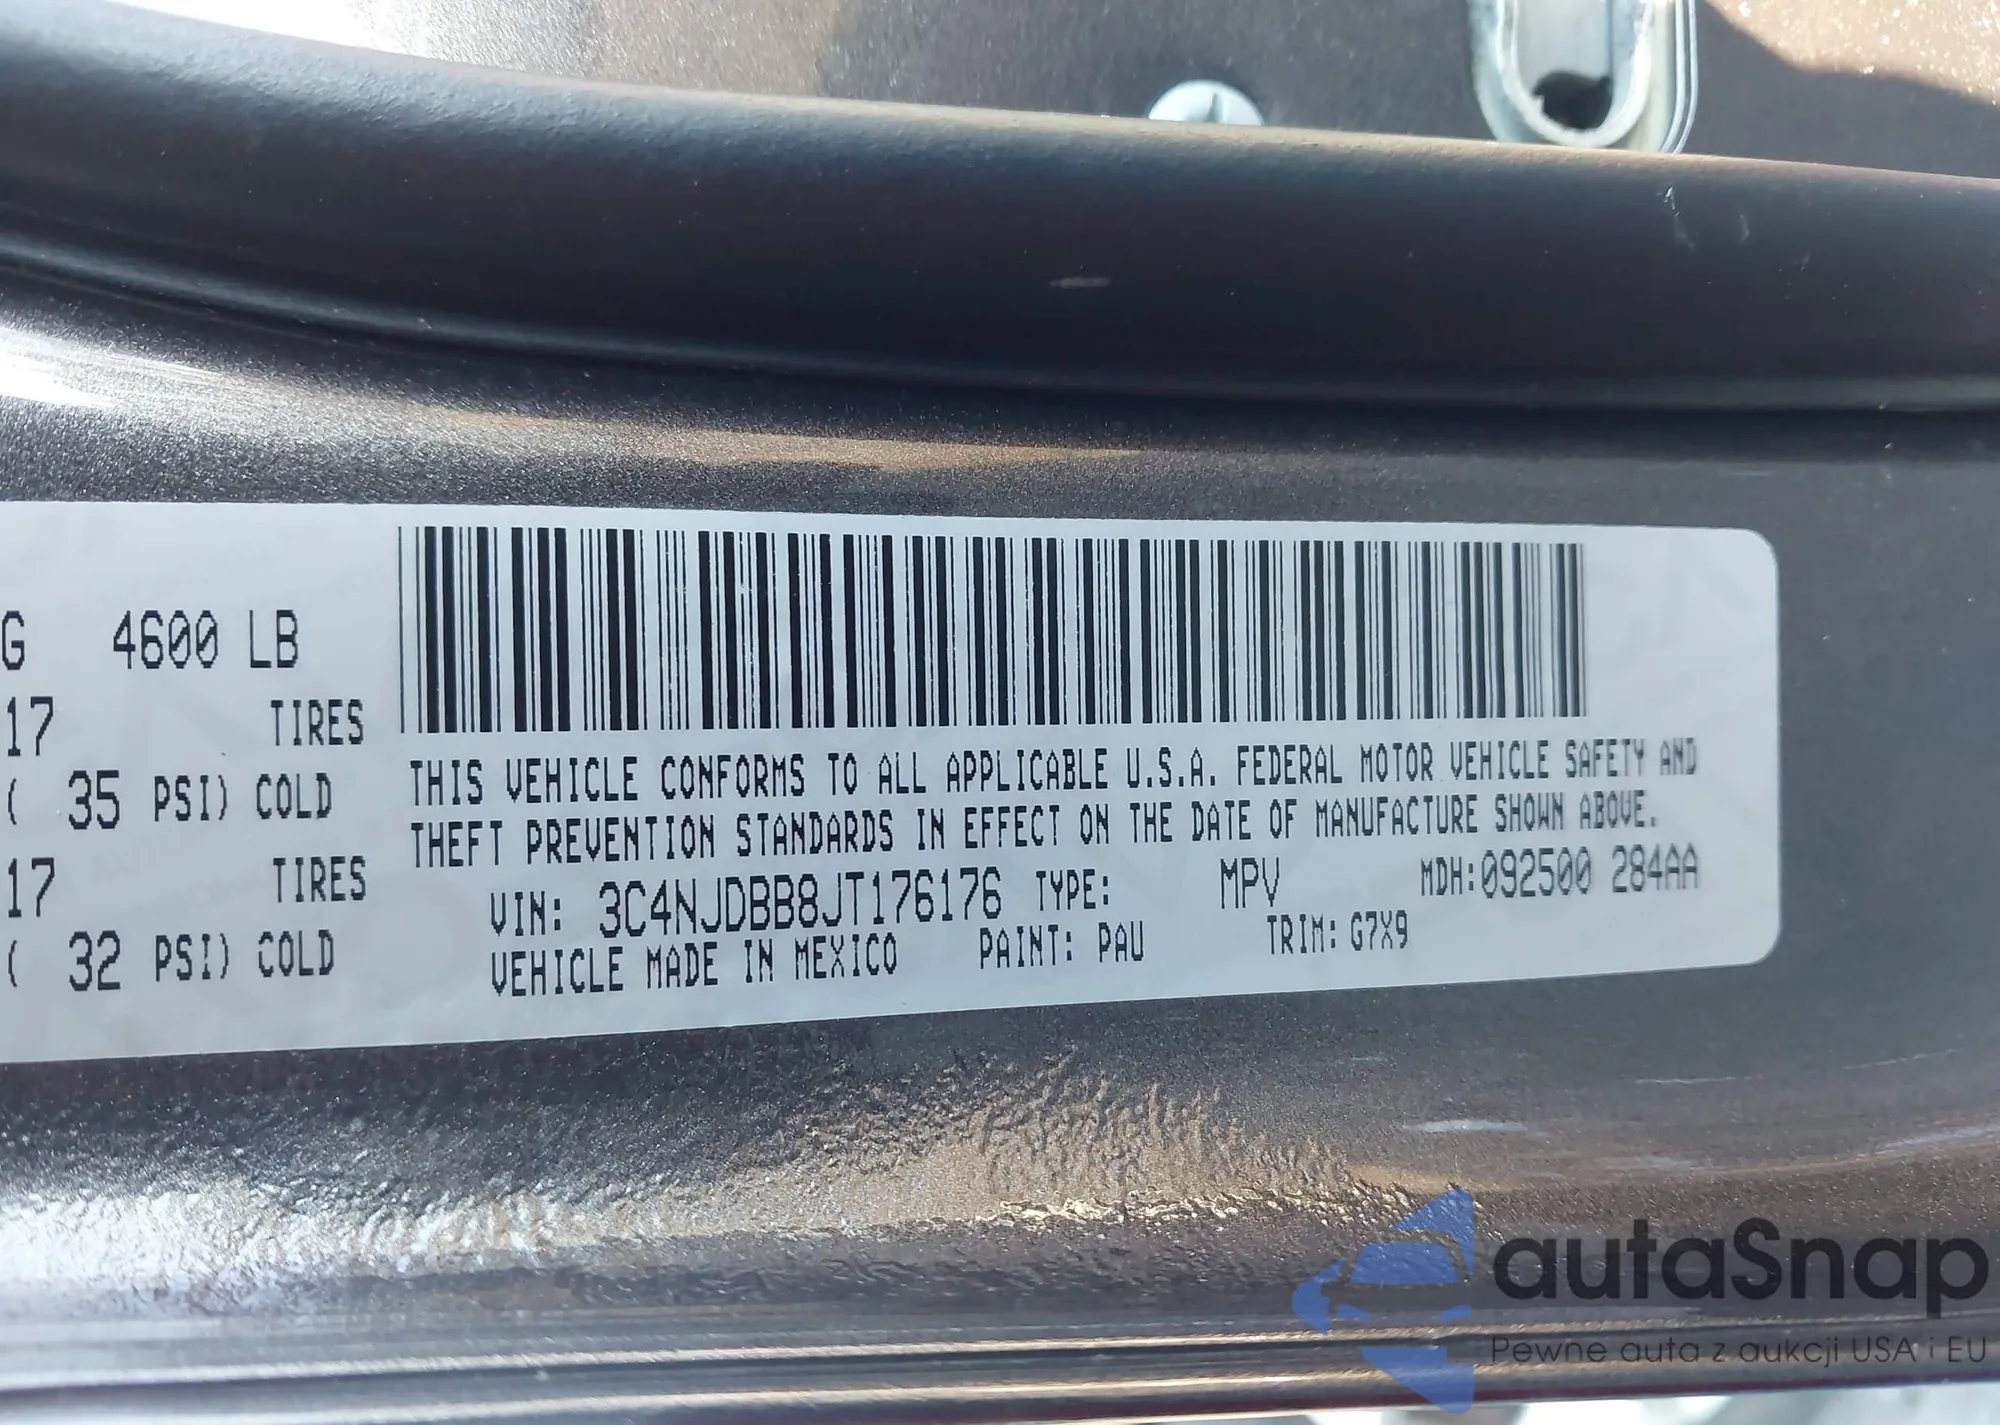 G 4600 LB
17 TIRES
( 35 PSI) COLD
17 TIRES
( 32 PSI) COLD
THIS VEHICLE CONFORMS TO ALL APPLICABLE U.S.A. FEDERAL MOTOR VEHICLE SAFETY AND
THEFT PREVENTION STANDARDS IN EFFECT ON THE DATE OF MANUFACTURE SHOWN ABOVE.
VIN: 3C4NJDBB8JT176176 TYPE: MPV MDH:092500 284AA
VEHICLE MADE IN MEXICO PAINT: PAU TRIM: G7X9
autaSnap
Pewne auta z aukcji USA i EU